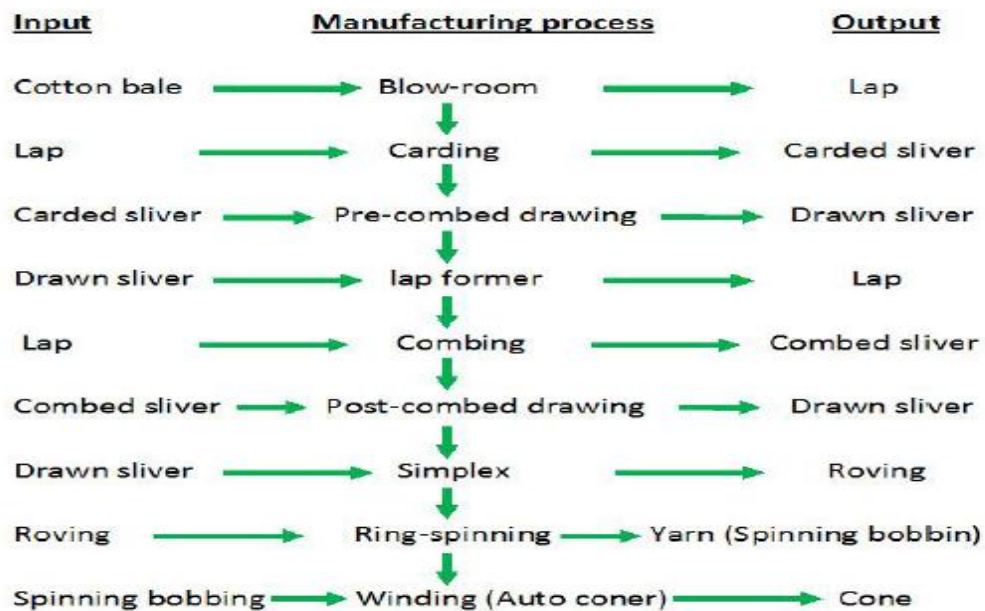 Input Manufacturing process Output
Cotton bale Blow-room Lap
Lap Carding Carded sliver
Carded sliver Pre-combed drawing Drawn sliver
Drawn sliver lap former Lap
Lap Combing Combed sliver
Combed sliver Post-combed drawing Drawn sliver
Drawn sliver Simplex Roving
Roving Ring-spinning Yarn (Spinning bobbin)
Spinning bobbing Winding (Auto coner) Cone